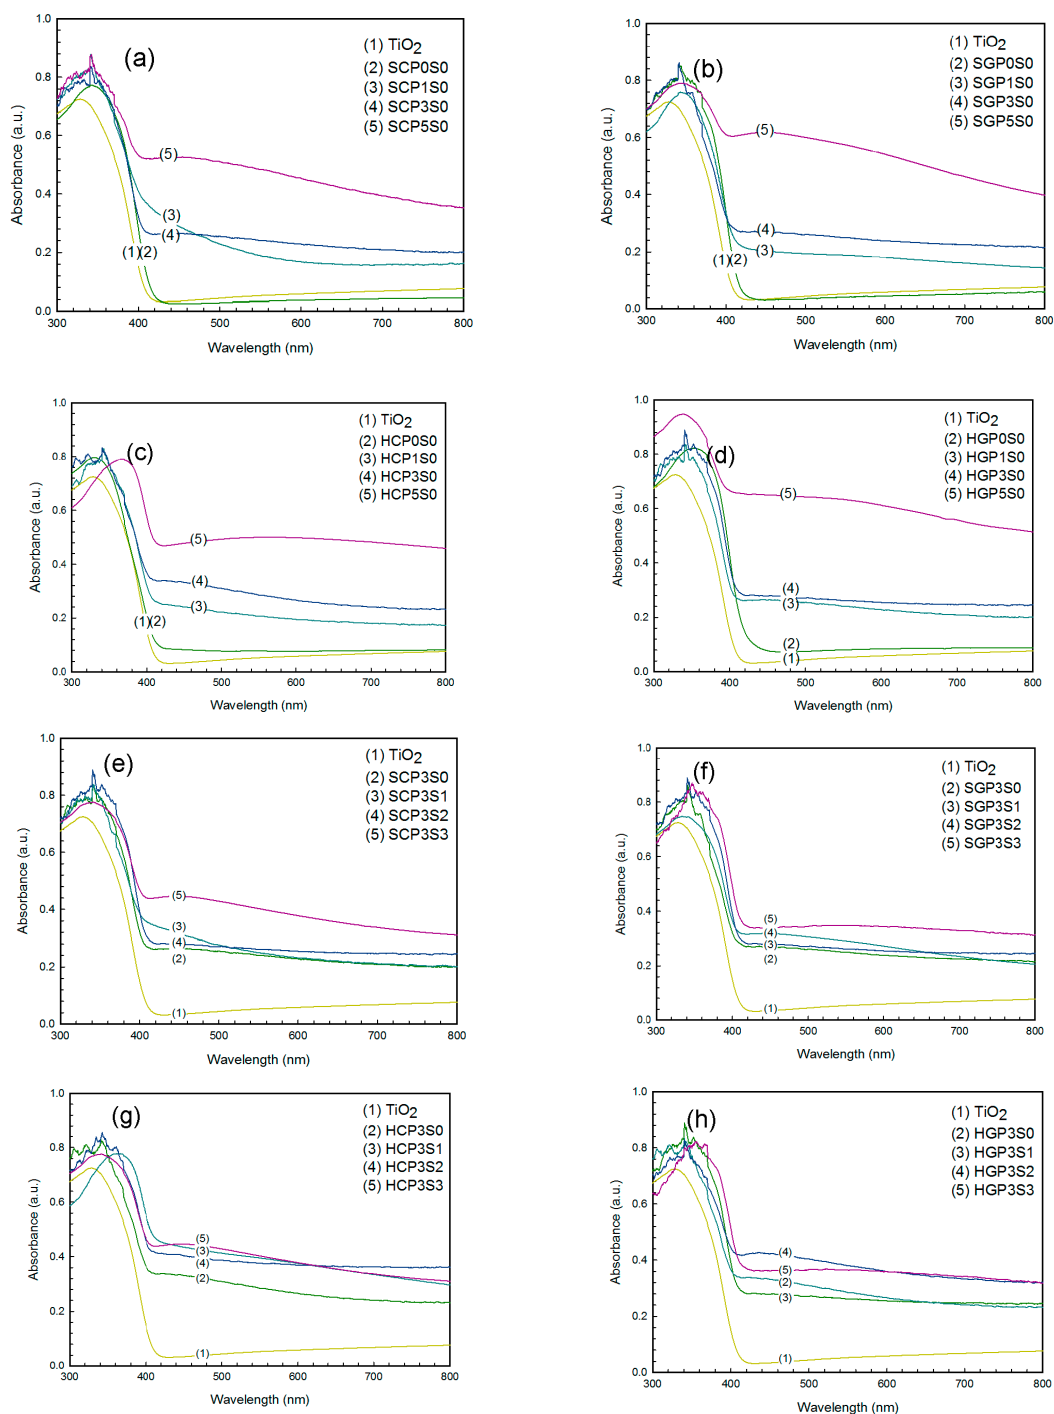 (a)
(1) TiO2
(2) SCP0S0
(3) SCP1S0
(4) SCP3S0
(5) SCP5S0
Absorbance (a.u.)
1.0
0.8
0.6
0.4
0.2
0.0
(5)
(3)
(4)
(1)(2)
300 400 500 600 700 800
Wavelength (nm)
(b)
(1) TiO2
(2) SGP0S0
(3) SGP1S0
(4) SGP3S0
(5) SGP5S0
Absorbance (a.u.)
1.0
0.8
0.6
0.4
0.2
0.0
(5)
(4)
(3)
(1)(2)
300 400 500 600 700 800
Wavelength (nm)
(c)
(1) TiO2
(2) HCP0S0
(3) HCP1S0
(4) HCP3S0
(5) HCP5S0
Absorbance (a.u.)
1.0
0.8
0.6
0.4
0.2
0.0
(5)
(4)
(3)
(1)(2)
300 400 500 600 700 800
Wavelength (nm)
(d)
(1) TiO2
(2) HGP0S0
(3) HGP1S0
(4) HGP3S0
(5) HGP5S0
Absorbance (a.u.)
1.0
0.8
0.6
0.4
0.2
0.0
(5)
(4)
(3)
(2)
(1)
300 400 500 600 700 800
Wavelength (nm)
(e)
(1) TiO2
(2) SCP3S0
(3) SCP3S1
(4) SCP3S2
(5) SCP3S3
Absorbance (a.u.)
1.0
0.8
0.6
0.4
0.2
0.0
(5)
(3)
(4)
(2)
(1)
300 400 500 600 700 800
Wavelength (nm)
(f)
(1) TiO2
(2) SGP3S0
(3) SGP3S1
(4) SGP3S2
(5) SGP3S3
Absorbance (a.u.)
1.0
0.8
0.6
0.4
0.2
0.0
(5)
(4)
(3)
(2)
(1)
300 400 500 600 700 800
Wavelength (nm)
(g)
(1) TiO2
(2) HCP3S0
(3) HCP3S1
(4) HCP3S2
(5) HCP3S3
Absorbance (a.u.)
1.0
0.8
0.6
0.4
0.2
0.0
(5)
(3)
(4)
(2)
(1)
300 400 500 600 700 800
Wavelength (nm)
(h)
(1) TiO2
(2) HGP3S0
(3) HGP3S1
(4) HGP3S2
(5) HGP3S3
Absorbance (a.u.)
1.0
0.8
0.6
0.4
0.2
0.0
(4)
(5)
(2)
(3)
(1)
300 400 500 600 700 800
Wavelength (nm)